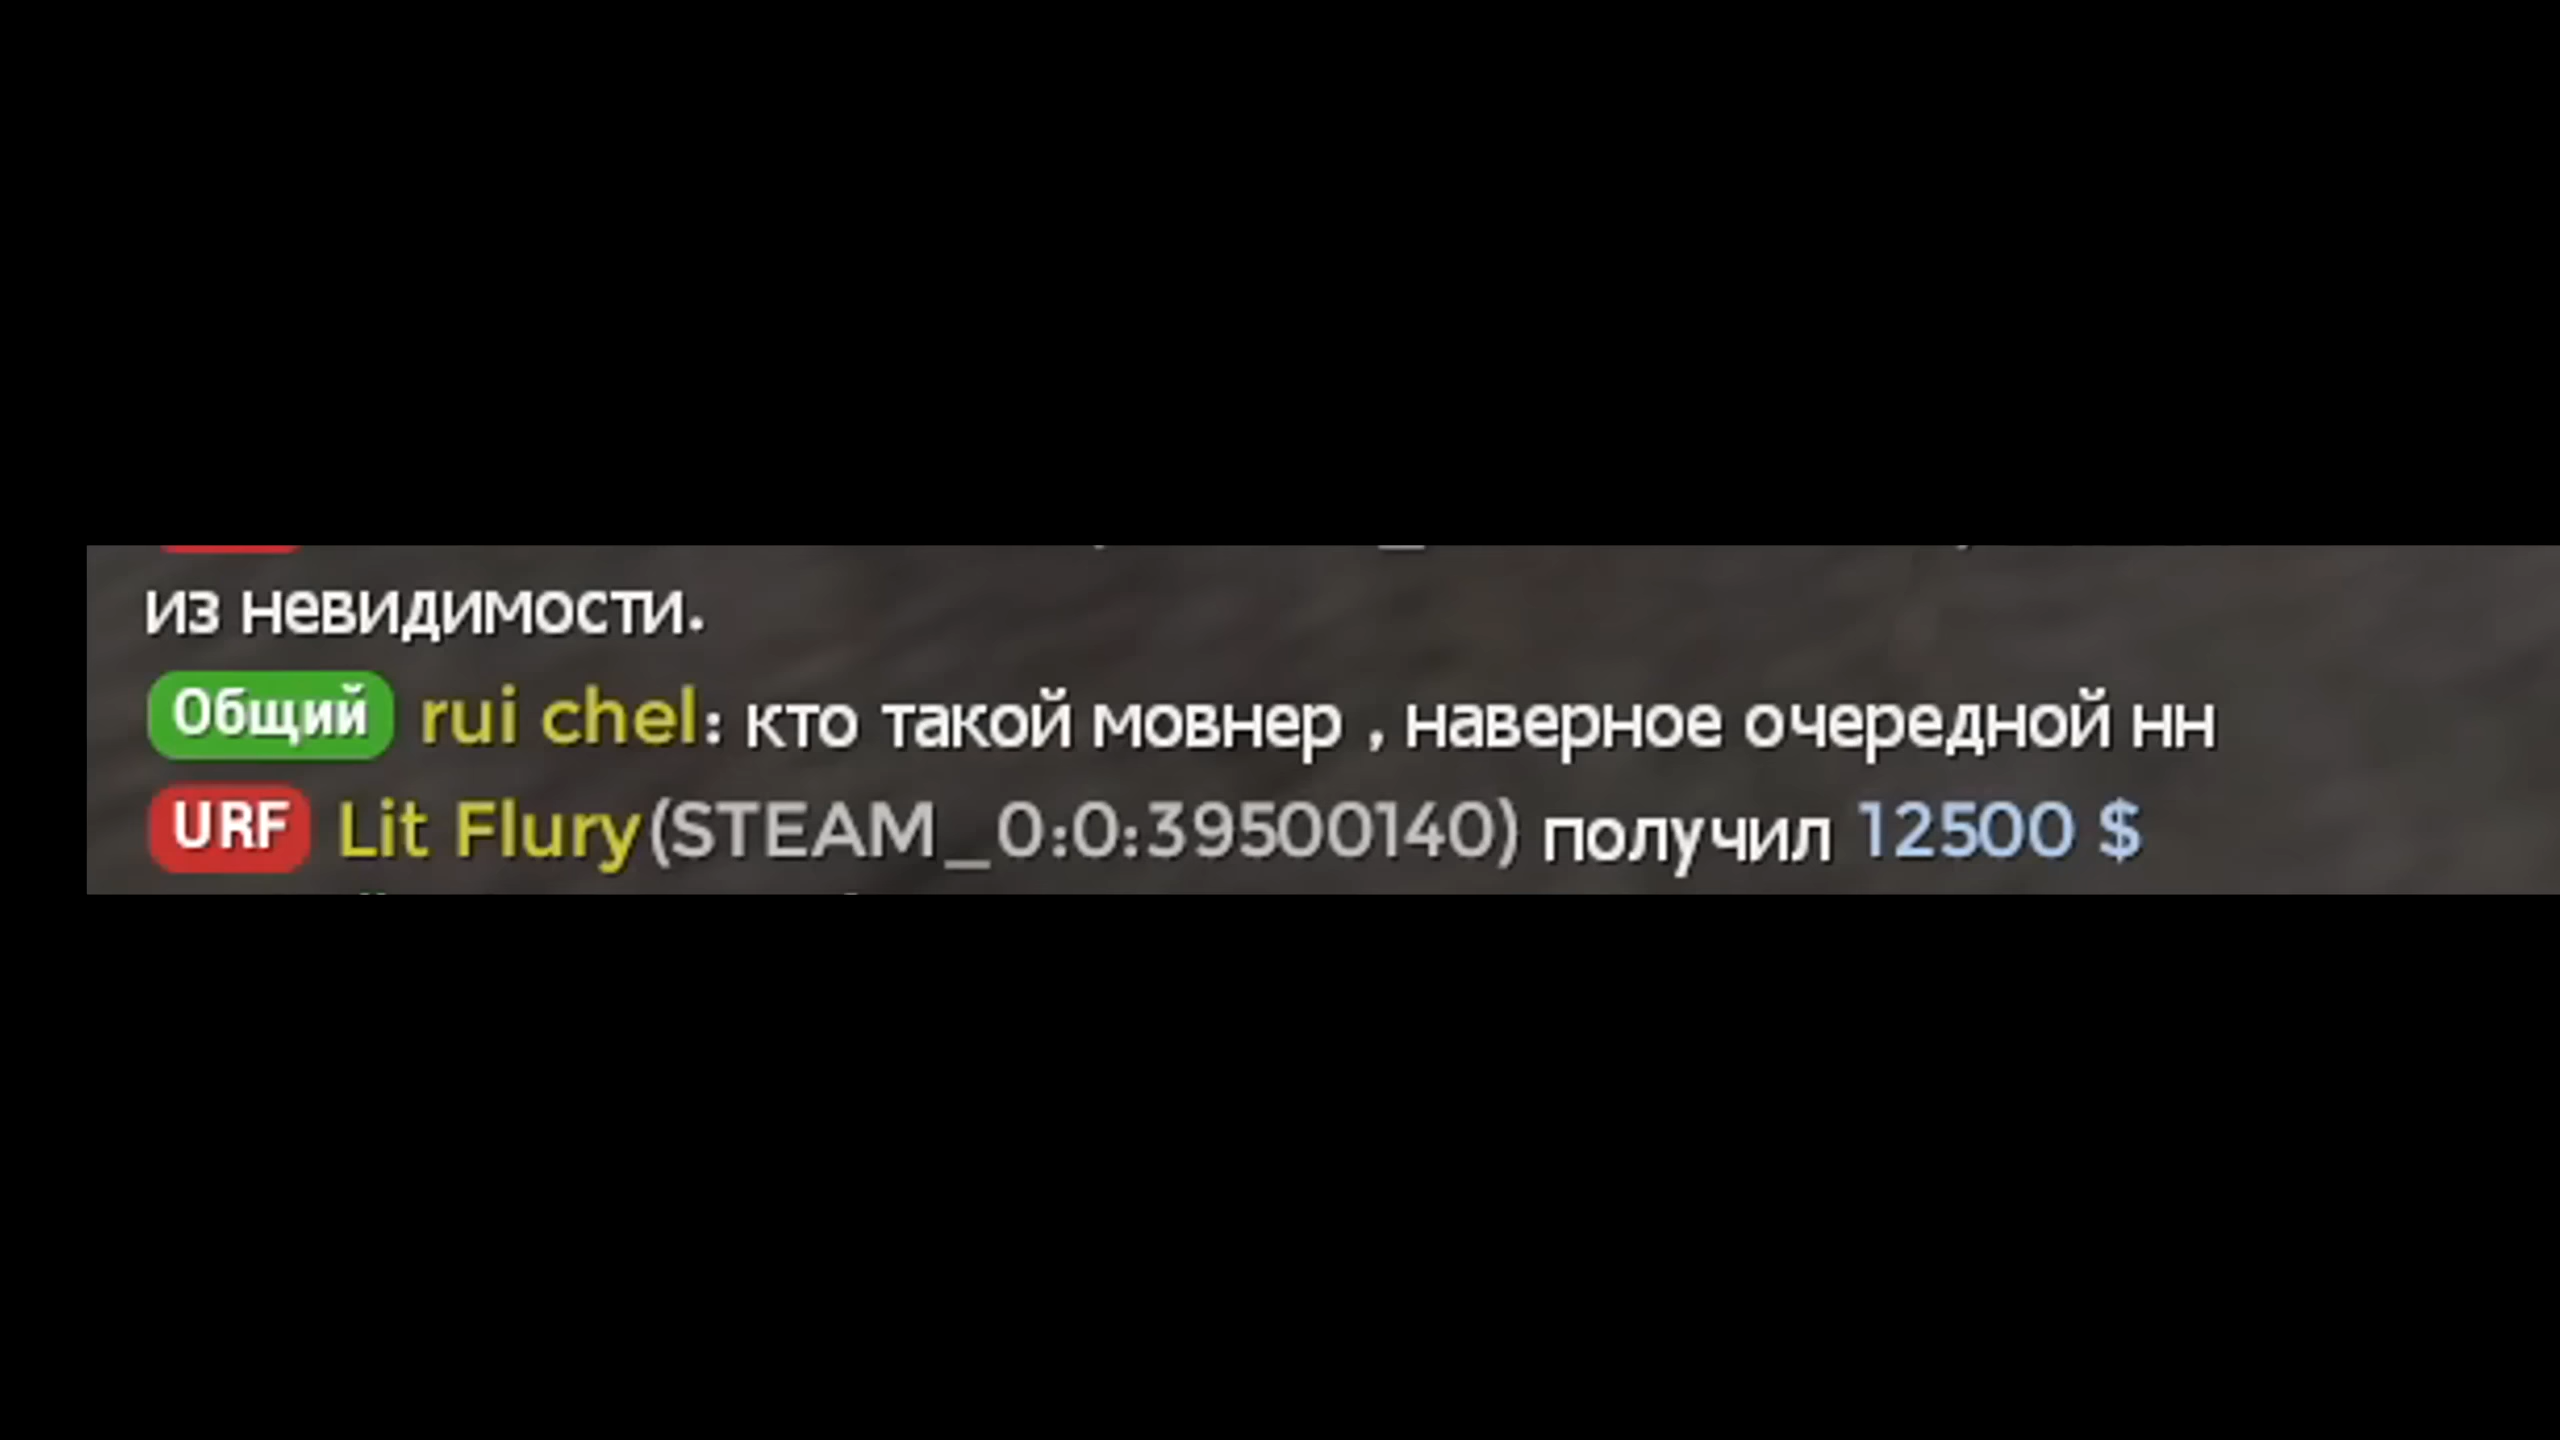 из невидимости.
Общий rui chel: кто такой мовнер , наверное очередной нн
URF Lit Flury(STEAM_0:0:39500140) получил 12500 $